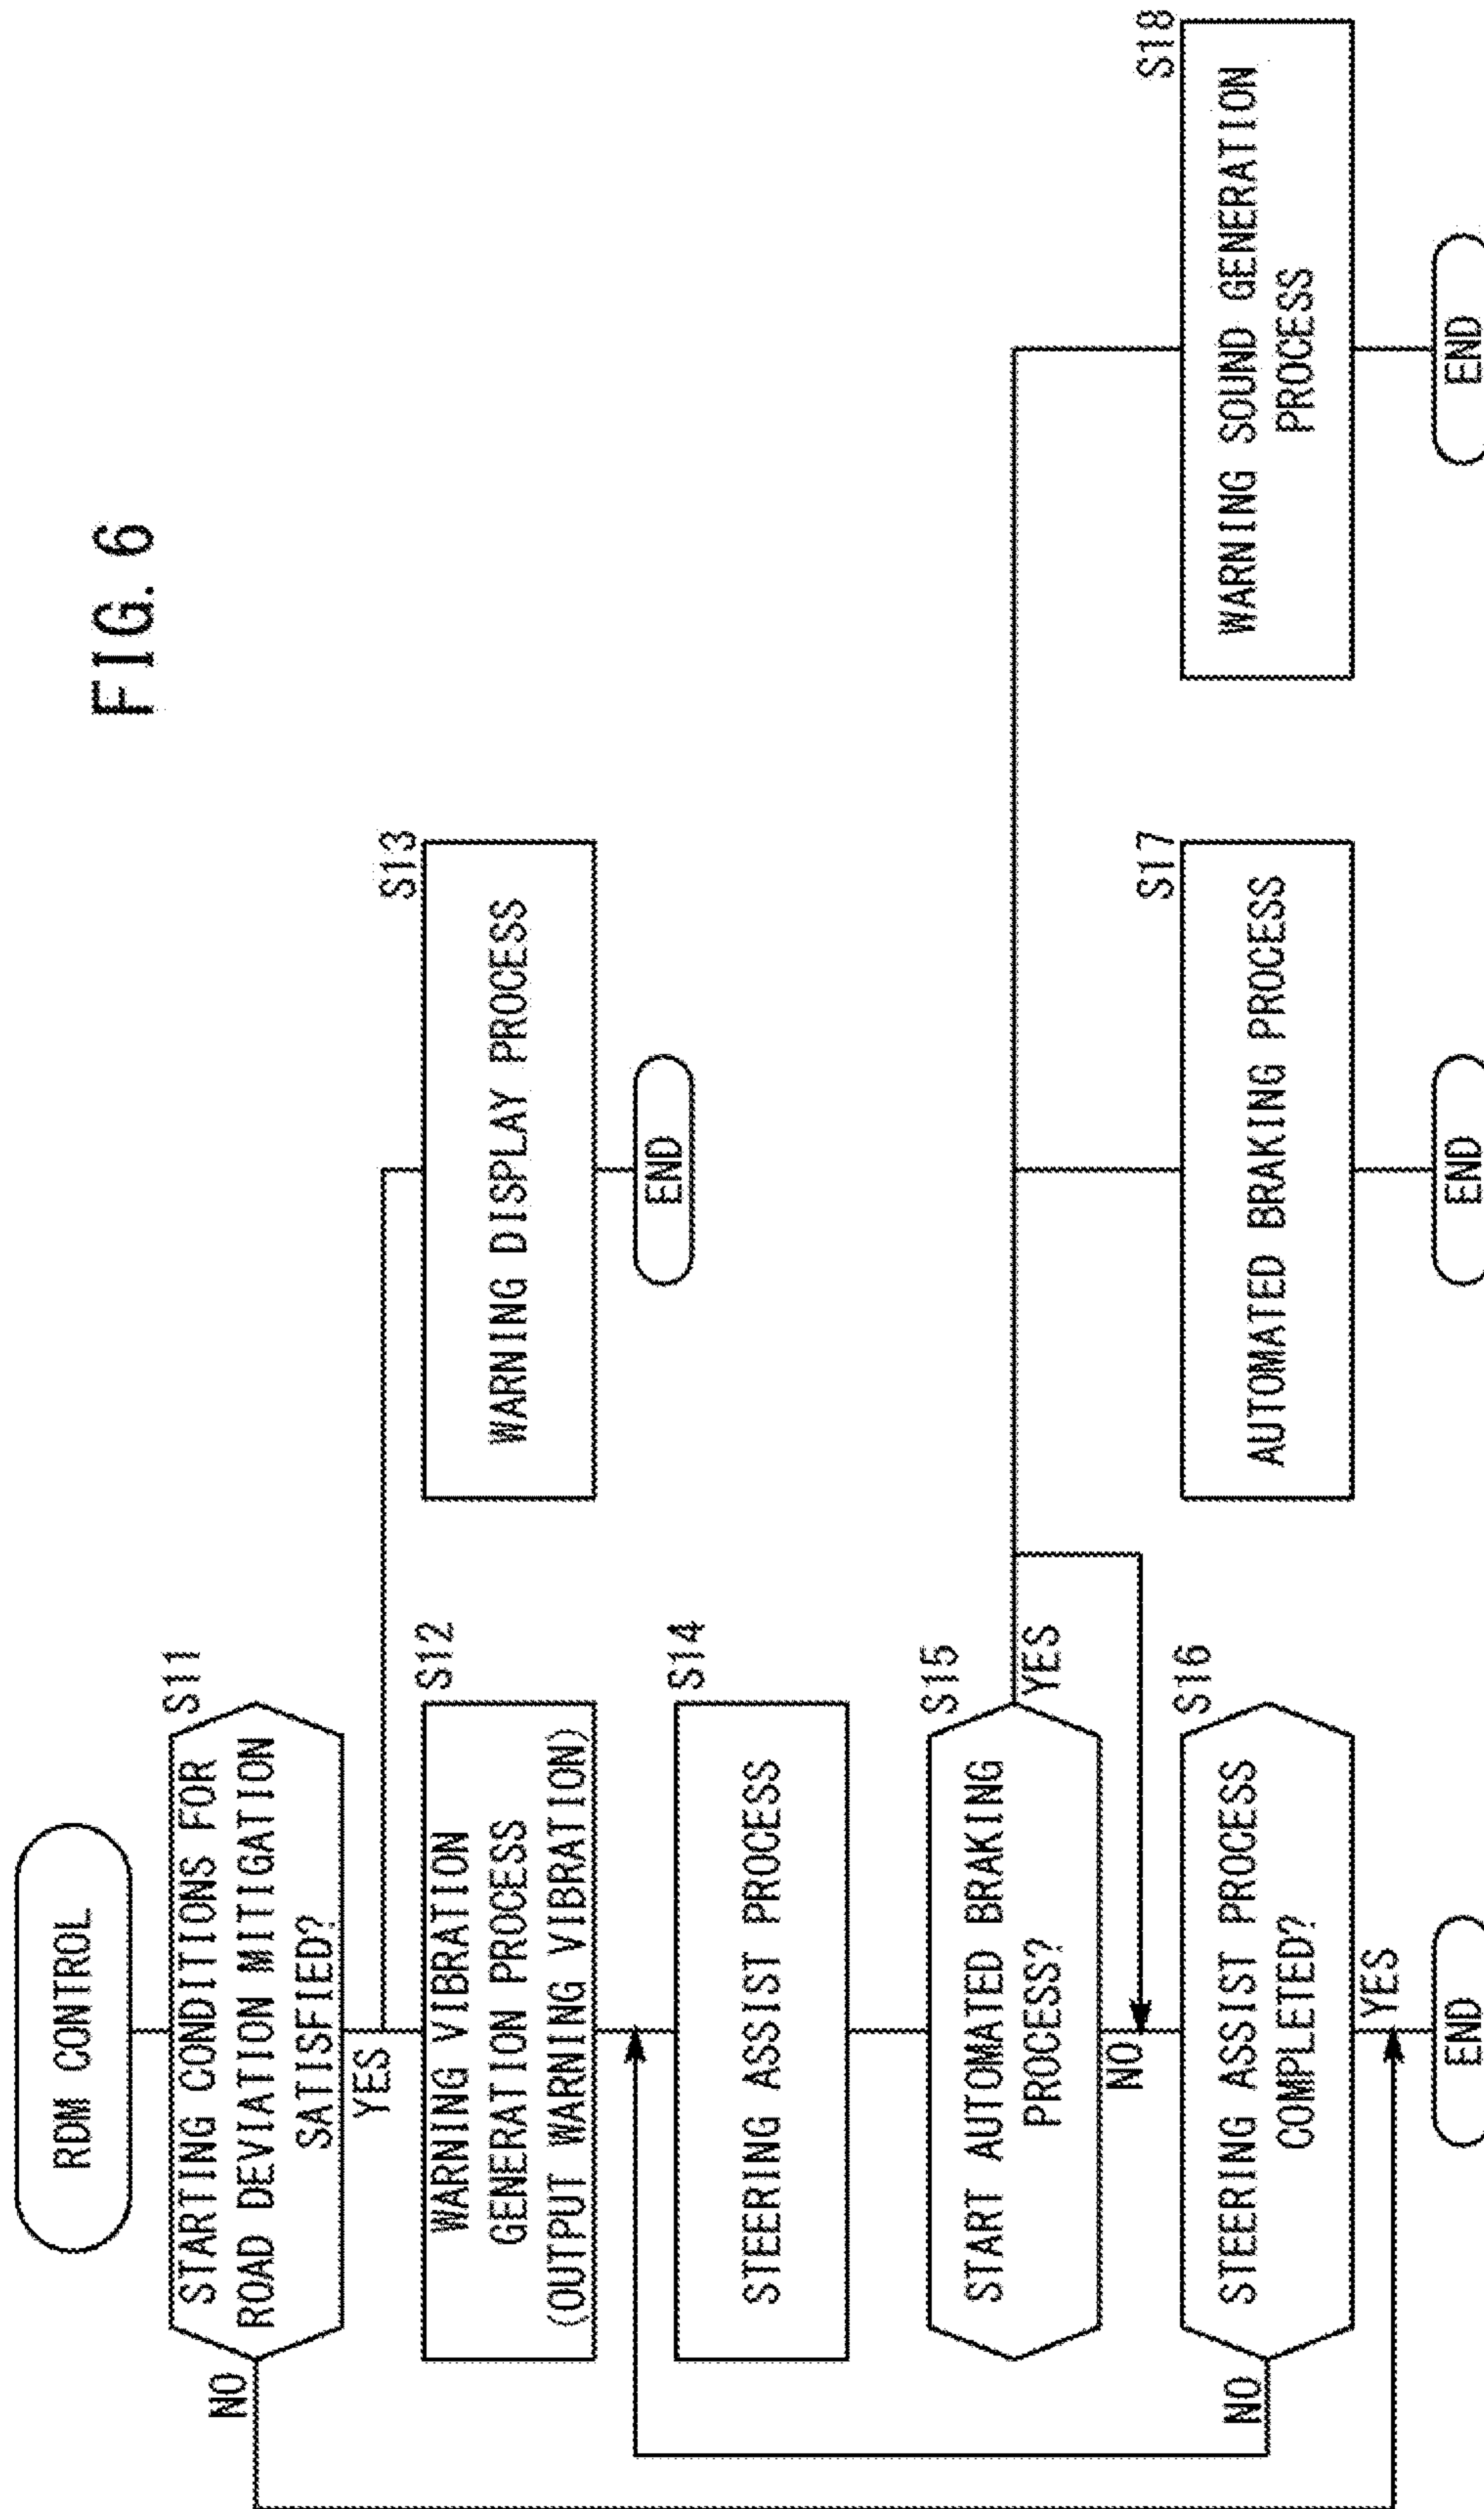 FIG. 6
RDM CONTROL
S11
STARTING CONDITIONS FOR
ROAD DEVIATION MITIGATION
SATISFIED?
NO
YES
S12
WARNING VIBRATION
GENERATION PROCESS
(OUTPUT WARNING VIBRATION)
S13
WARNING DISPLAY PROCESS
END
S14
STEERING ASSIST PROCESS
S15
START AUTOMATED BRAKING
PROCESS?
YES
NO
S16
STEERING ASSIST PROCESS
COMPLETED?
NO
YES
END
S17
AUTOMATED BRAKING PROCESS
END
S18
WARNING SOUND GENERATION
PROCESS
END